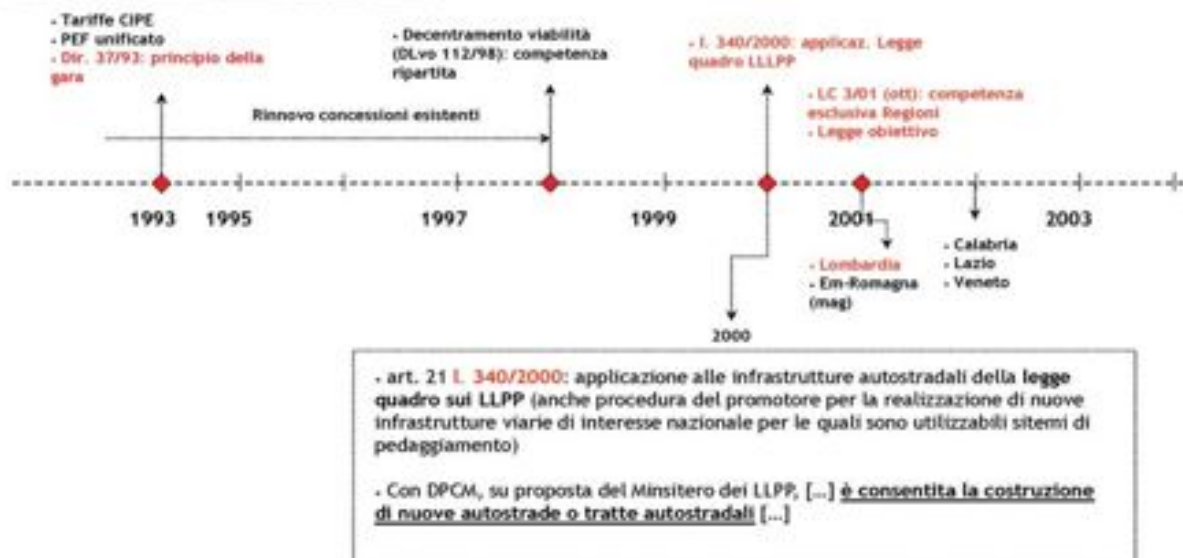 - Tariffe CIPE
- PEF unificato
- Dir. 37/93: principio della
gara
- Decentramento viabilità
(DLvo 112/98): competenza
ripartita
- l. 340/2000: applicaz. Legge
quadro LLLPP
- LC 3/01 (ott): competenza
esclusiva Regioni
- Legge obiettivo
Rinnovo concessioni esistenti
1993
1995
1997
1999
2001
2003
- Lombardia
- Em-Romagna
(mag)
- Calabria
- Lazio
- Veneto
2000
- art. 21 l. 340/2000: applicazione alle infrastrutture autostradali della legge
quadro sui LLPP (anche procedura del promotore per la realizzazione di nuove
infrastrutture viarie di interesse nazionale per le quali sono utilizzabili sitemi di
pedaggiamento)
- Con DPCM, su proposta del Minsitero dei LLPP, [...] è consentita la costruzione
di nuove autostrade o tratte autostradali [...]